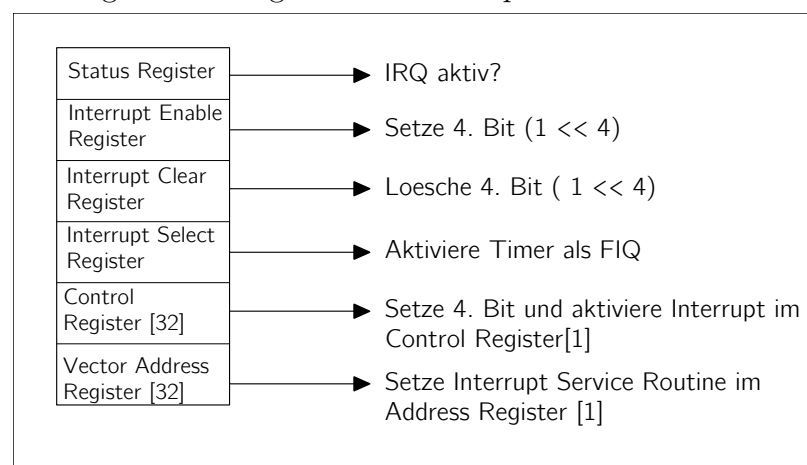 Status Register
IRQ aktiv?
Interrupt Enable
Register
Setze 4. Bit (1 << 4)
Interrupt Clear
Register
Loesche 4. Bit ( 1 << 4)
Interrupt Select
Register
Aktiviere Timer als FIQ
Control
Register [32]
Setze 4. Bit und aktiviere Interrupt im
Control Register[1]
Vector Address
Register [32]
Setze Interrupt Service Routine im
Address Register [1]